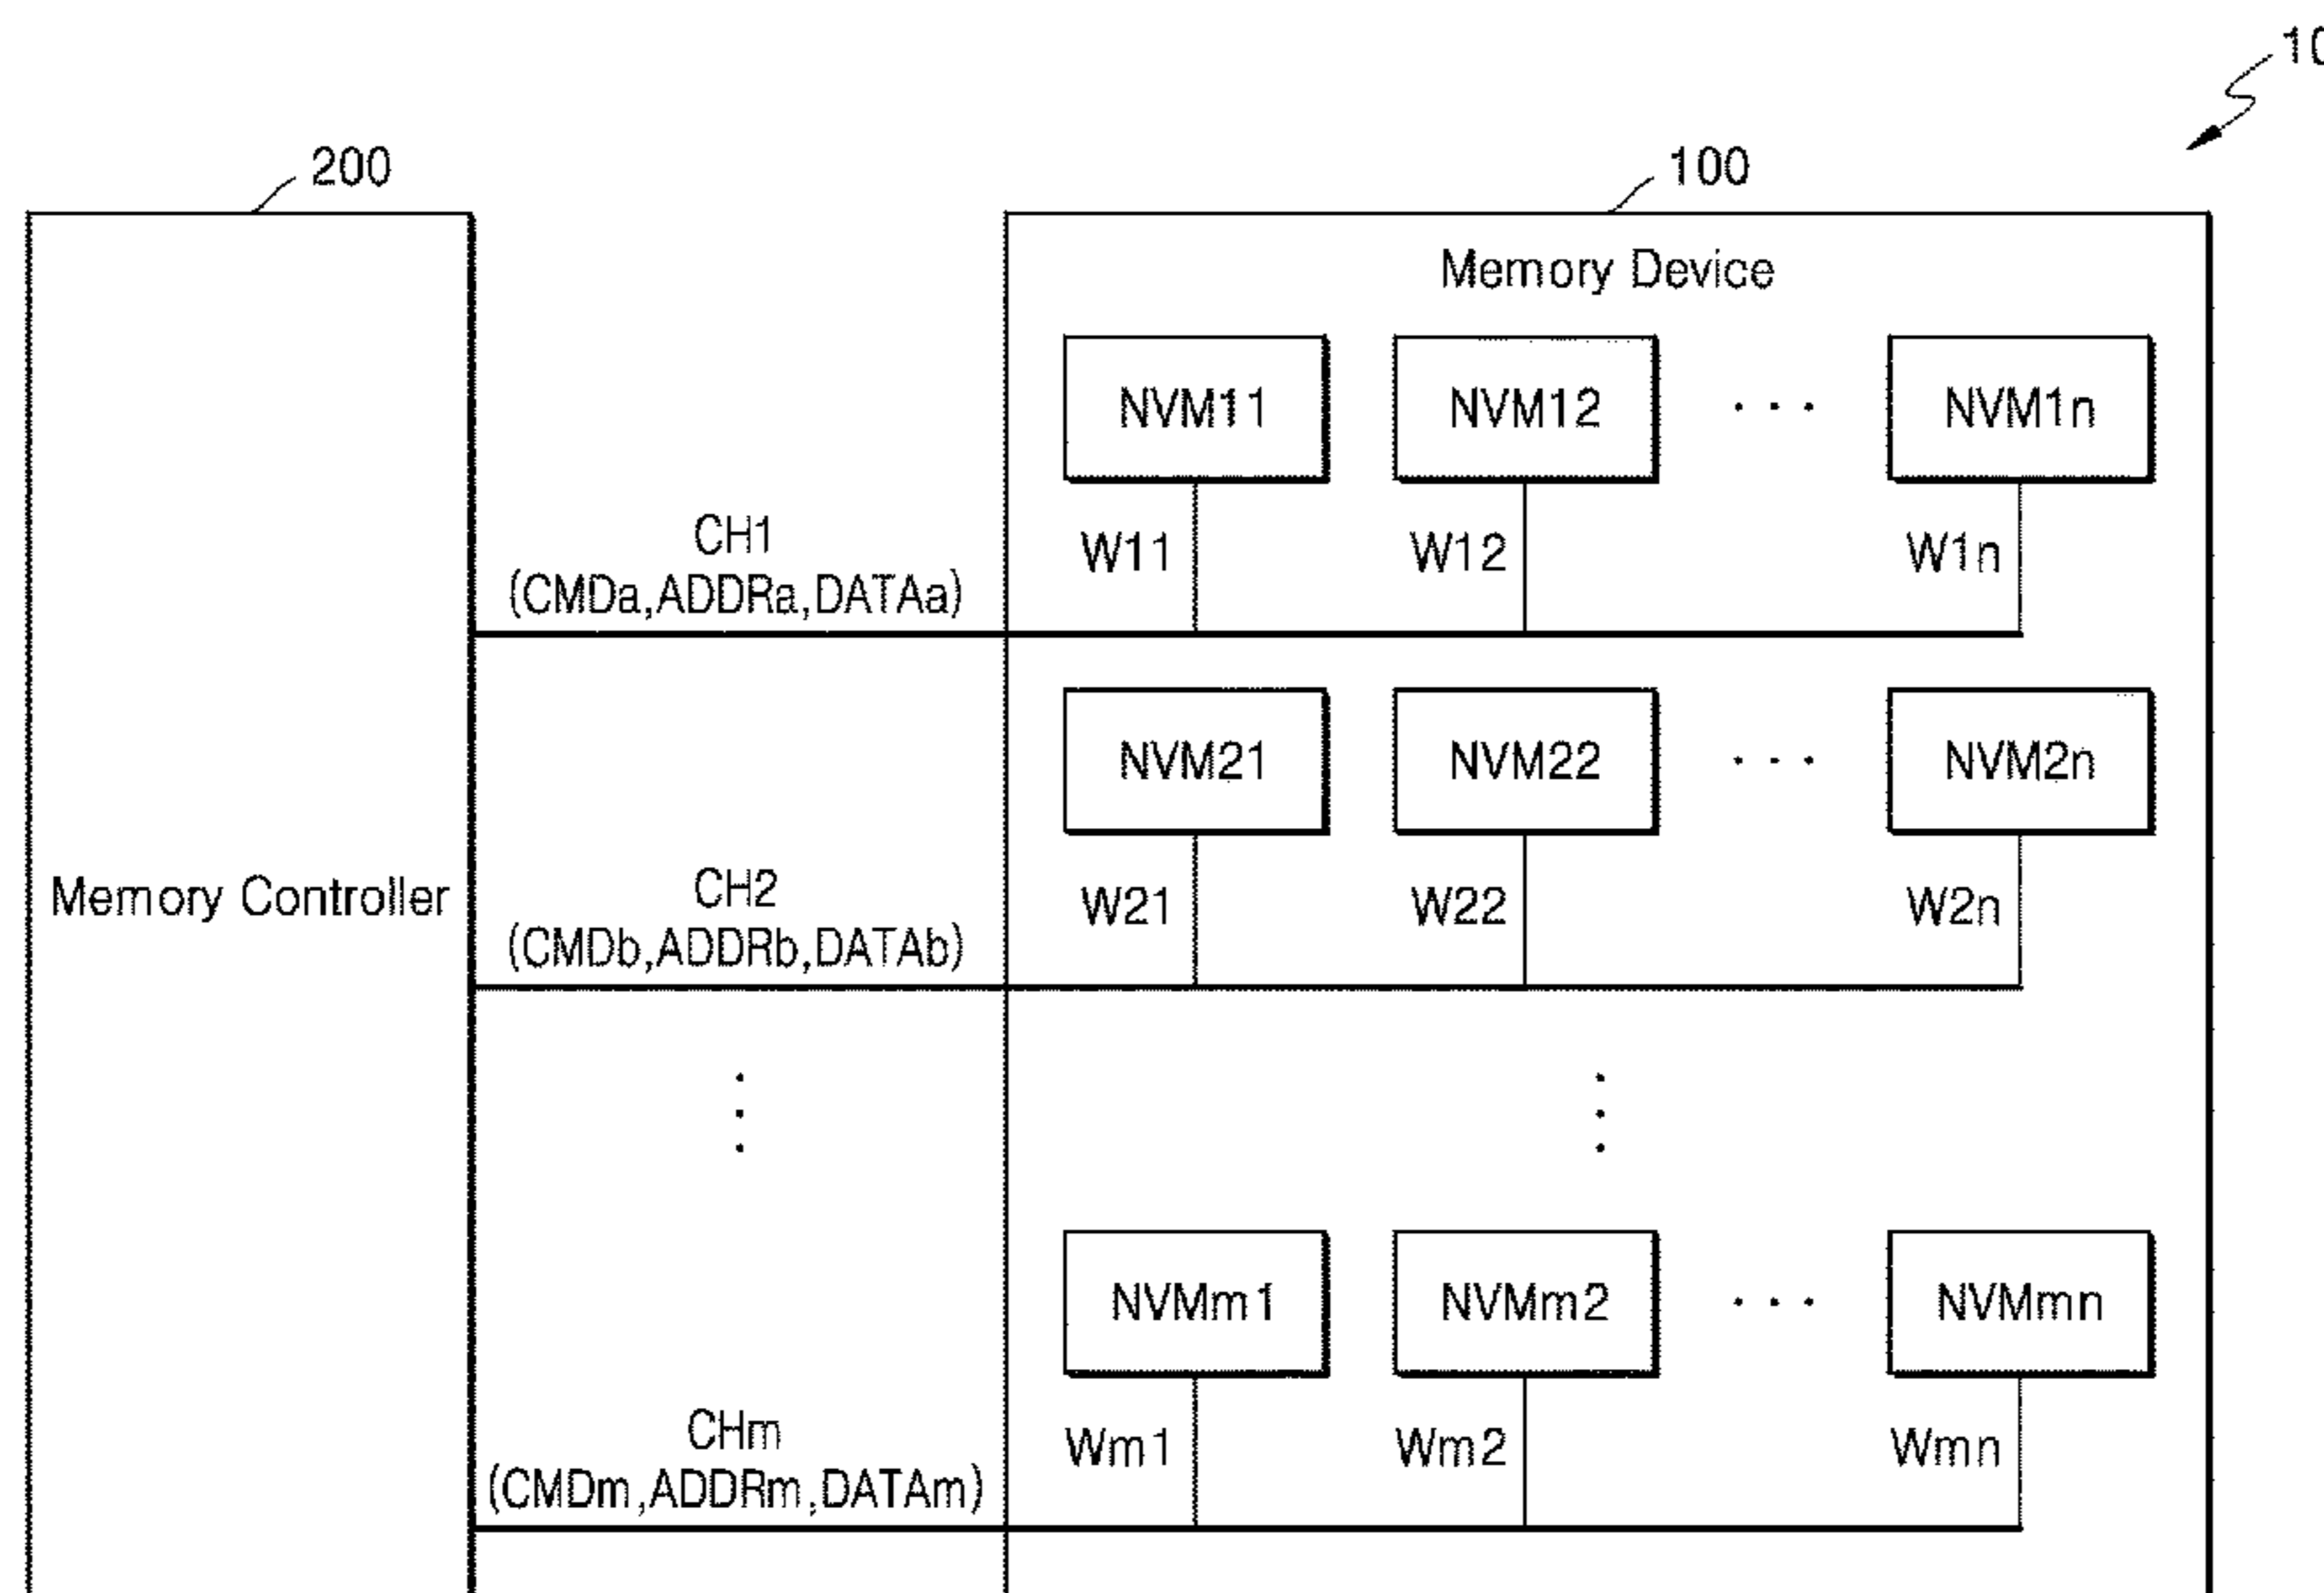 10
200
100
Memory Device
NVM11 NVM12 . . . NVM1n
CH1
W11 W12 W1n
(CMDa,ADDRa,DATAa)
NVM21 NVM22 . . . NVM2n
Memory Controller
CH2
W21 W22 W2n
(CMDb,ADDRb,DATAb)
NVMm1 NVMm2 . . . NVMmn
CHm
Wm1 Wm2 Wmn
(CMDm,ADDRm,DATAm)